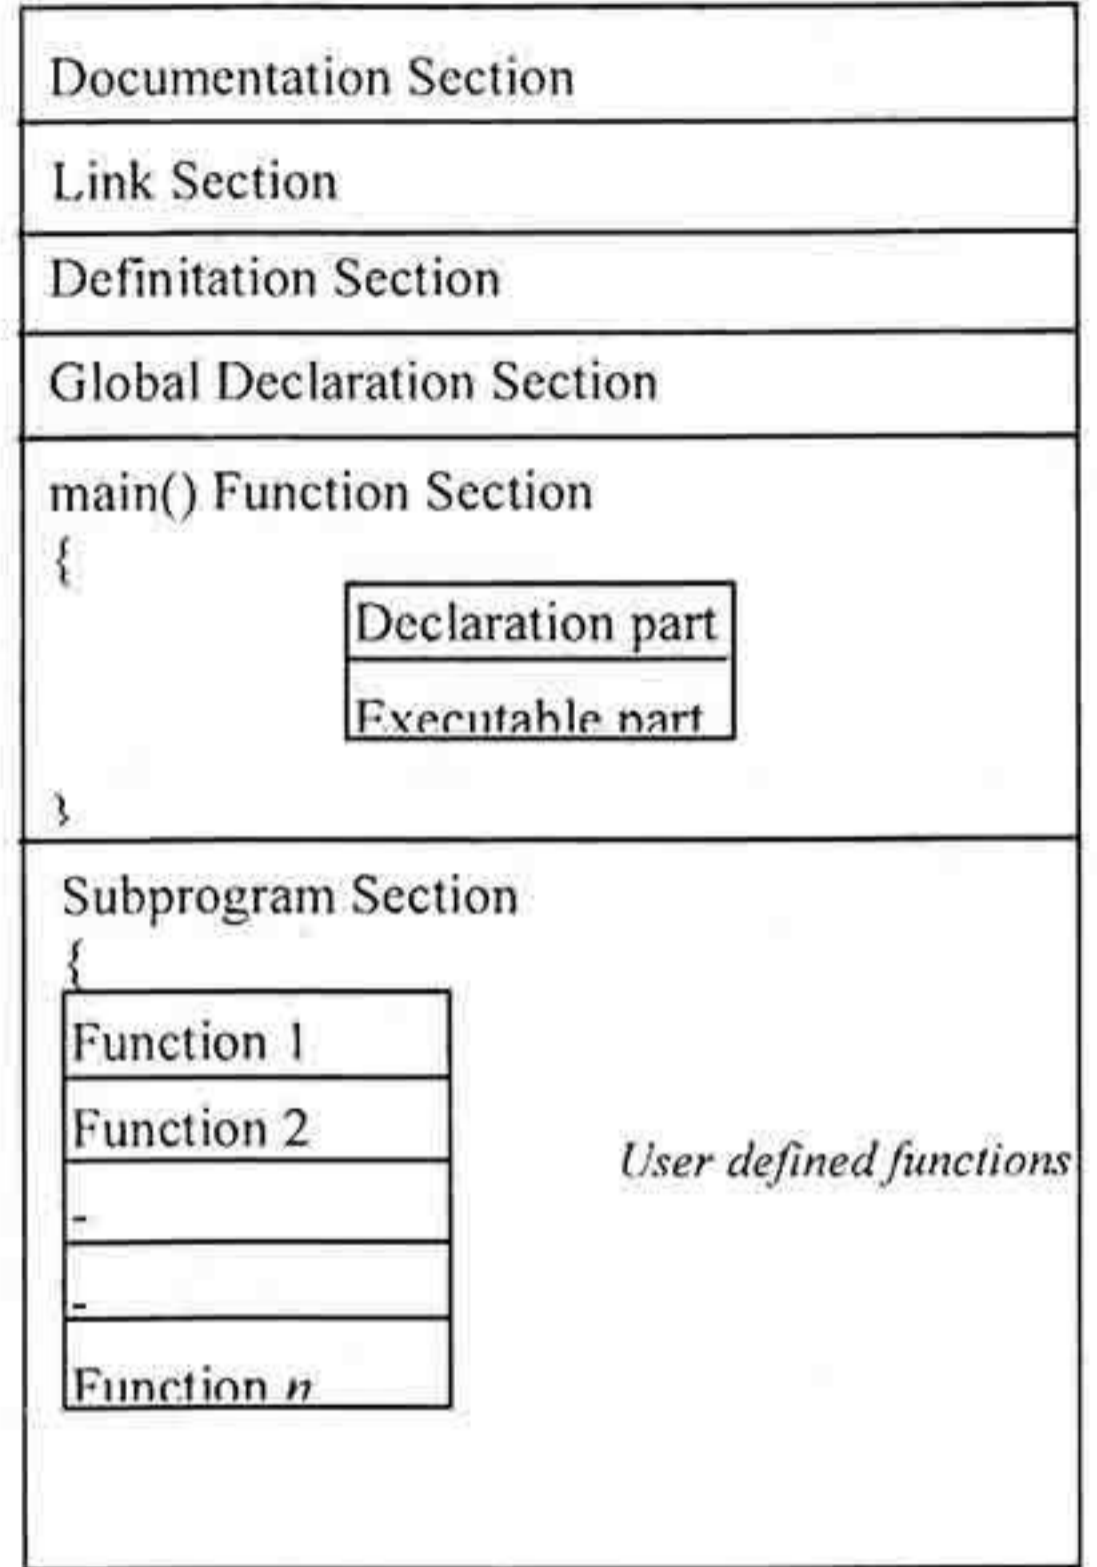 Documentation Section
Link Section
Definitation Section
Global Declaration Section
main() Function Section
{
Declaration part
Executable part
}
Subprogram Section
{
Function 1
Function 2
-
User defined functions
-
Function n